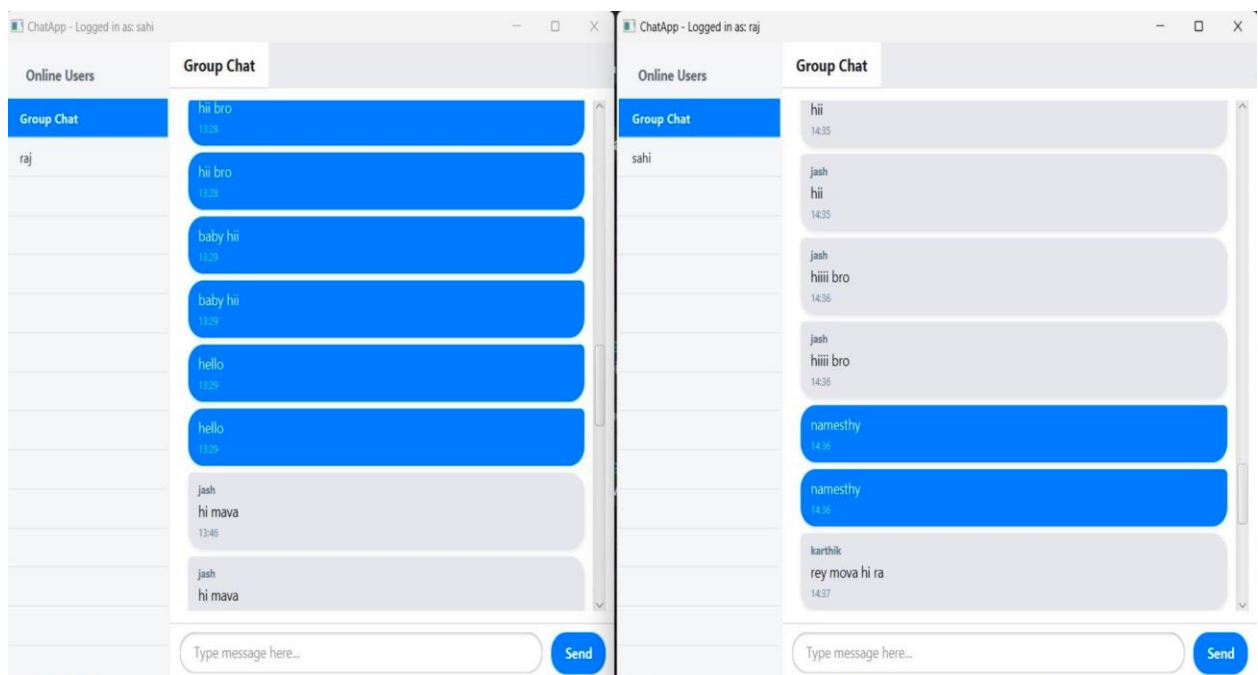 ChatApp - Logged in as: sahi
Online Users
Group Chat
raj
Group Chat
hii bro
13:28
hii bro
13:28
baby hii
13:29
baby hii
13:29
hello
13:29
hello
13:29
jash
hi mava
13:46
jash
hi mava
Type message here...
Send
ChatApp - Logged in as: raj
Online Users
Group Chat
sahi
Group Chat
hii
14:35
jash
hii
14:35
jash
hiiii bro
14:36
jash
hiiii bro
14:36
namesthy
14:36
namesthy
14:36
karthik
rey mova hi ra
14:37
Type message here...
Send